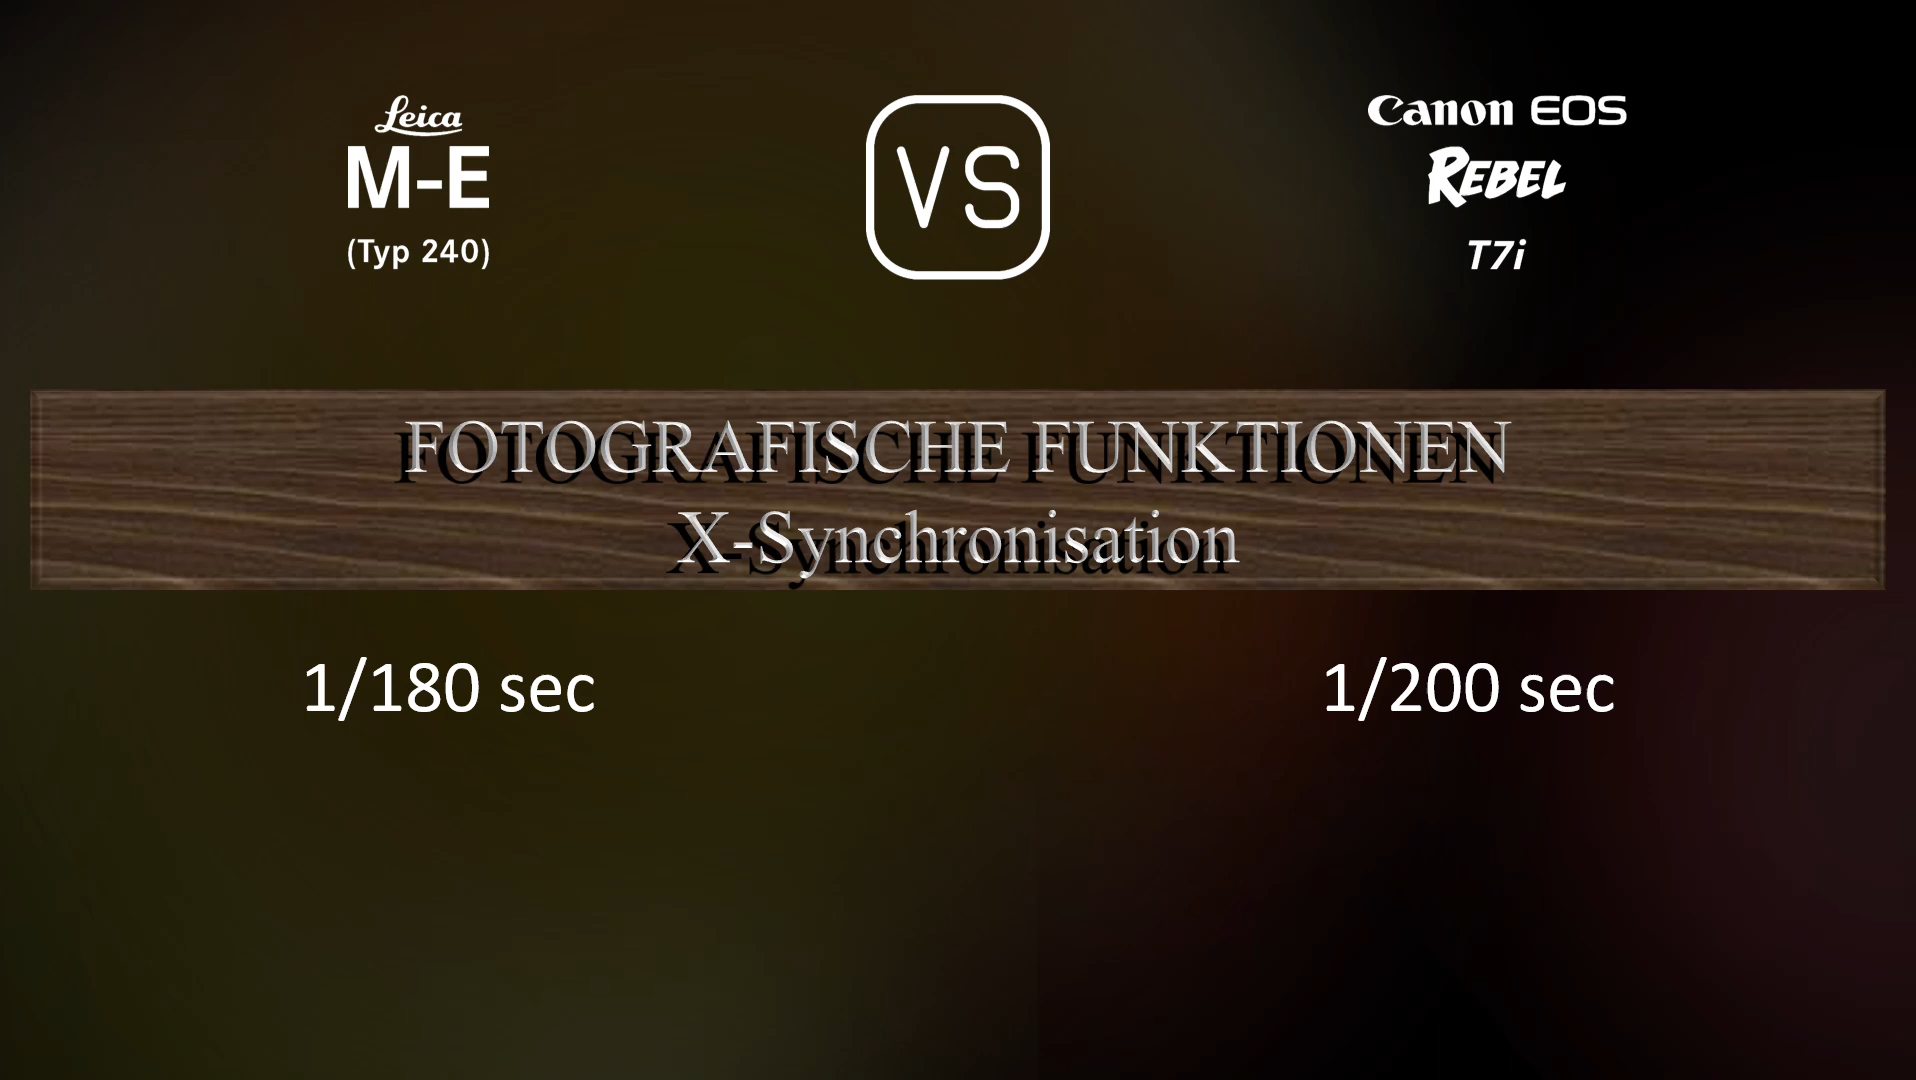 Leica
M-E
(Typ 240)
VS
Canon EOS
REBEL
T7i
FOTOGRAFISCHE FUNKTIONEN
X-Synchronisation
1/180 sec
1/200 sec